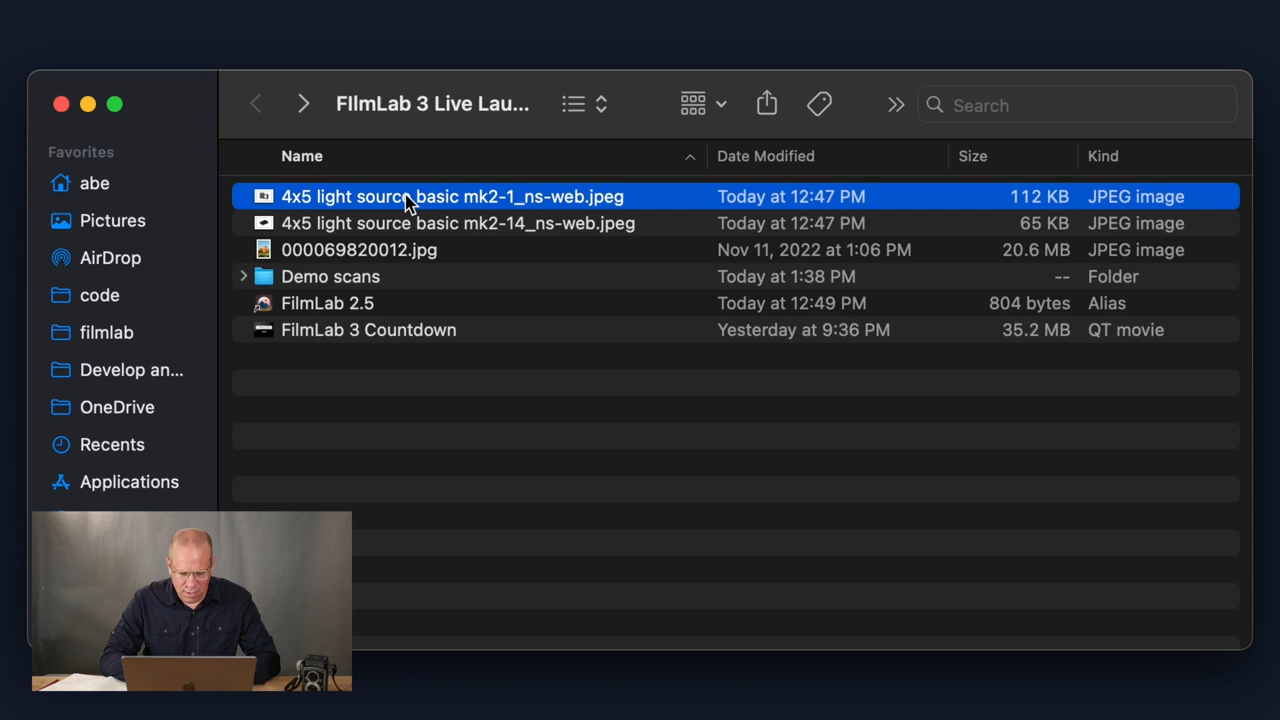 FIlmLab 3 Live Lau...
Search
Favorites
abe
Pictures
AirDrop
code
filmlab
Develop an...
OneDrive
Recents
Applications
Name Date Modified Size Kind
4x5 light source basic mk2-1_ns-web.jpeg Today at 12:47 PM 112 KB JPEG image
4x5 light source basic mk2-14_ns-web.jpeg Today at 12:47 PM 65 KB JPEG image
000069820012.jpg Nov 11, 2022 at 1:06 PM 20.6 MB JPEG image
Demo scans Today at 1:38 PM -- Folder
FilmLab 2.5 Today at 12:49 PM 804 bytes Alias
FilmLab 3 Countdown Yesterday at 9:36 PM 35.2 MB QT movie